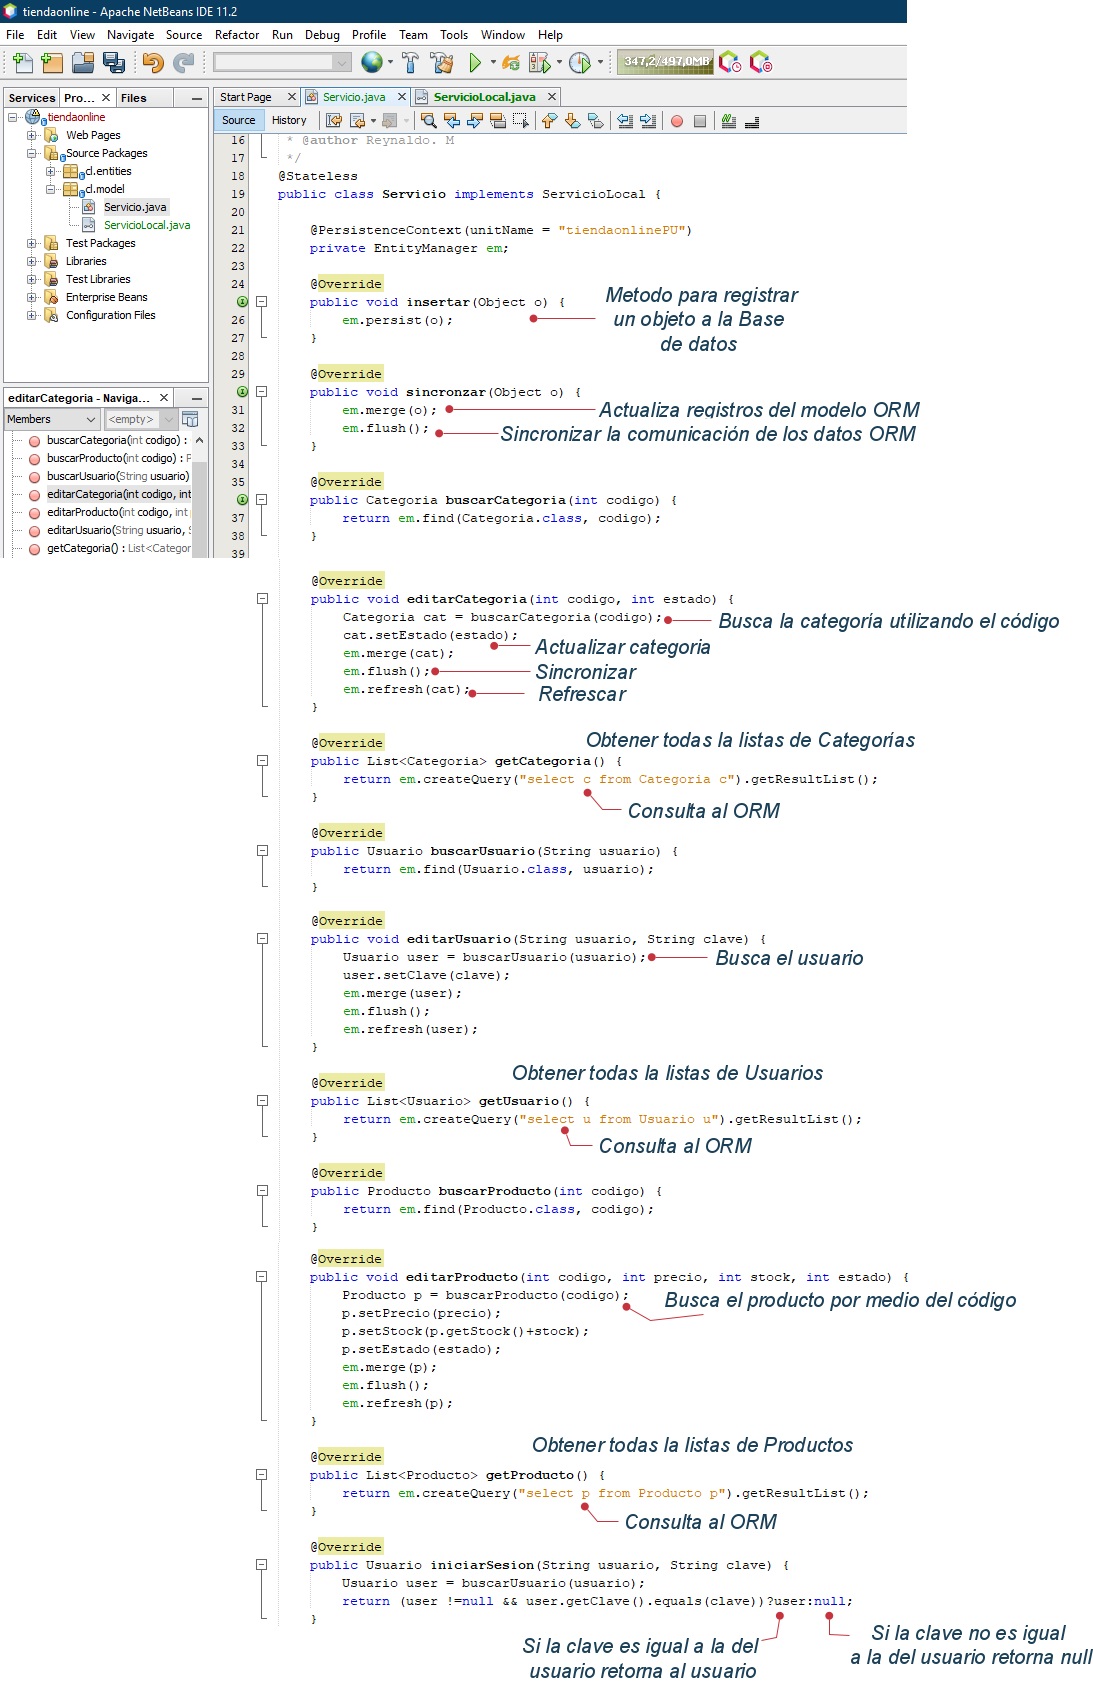 tiendaonline - Apache NetBeans IDE 11.2
File Edit View Navigate Source Refactor Run Debug Profile Team Tools Window Help
347,2/497,0MB
Services Pro... × Files
tiendaonline
Web Pages
Source Packages
cl.entities
cl.model
Servicio.java
ServicioLocal.java
Test Packages
Libraries
Test Libraries
Enterprise Beans
Configuration Files
editarCategoria - Naviga... ×
Members <empty>
buscarCategoria(int codigo) :
buscarProducto(int codigo) : P
buscarUsuario(String usuario)
editarCategoria(int codigo, int
editarProducto(int codigo, int
editarUsuario(String usuario, S
getCategoria() : List<Categor
Start Page × Servicio.java × ServicioLocal.java ×
Source History
16 * @author Reynaldo. M
17 */
18 @Stateless
19 public class Servicio implements ServicioLocal {
20
21 @PersistenceContext(unitName = "tiendaonlinePU")
22 private EntityManager em;
23
24 @Override
public void insertar(Object o) {
26 em.persist(o);
27 }
28
29 @Override
public void sincronzar(Object o) {
31 em.merge(o);
32 em.flush();
33 }
34
35 @Override
public Categoria buscarCategoria(int codigo) {
37 return em.find(Categoria.class, codigo);
38 }
39
Metodo para registrar
un objeto a la Base
de datos
Actualiza registros del modelo ORM
Sincronizar la comunicación de los datos ORM
@Override
public void editarCategoria(int codigo, int estado) {
Categoria cat = buscarCategoria(codigo);
Busca la categoría utilizando el código
cat.setEstado(estado);
em.merge(cat);
Actualizar categoria
em.flush();
Sincronizar
em.refresh(cat);
Refrescar
}
Obtener todas la listas de Categorías
@Override
public List<Categoria> getCategoria() {
return em.createQuery("select c from Categoria c").getResultList();
}
Consulta al ORM
@Override
public Usuario buscarUsuario(String usuario) {
return em.find(Usuario.class, usuario);
}
@Override
public void editarUsuario(String usuario, String clave) {
Usuario user = buscarUsuario(usuario);
Busca el usuario
user.setClave(clave);
em.merge(user);
em.flush();
em.refresh(user);
}
Obtener todas la listas de Usuarios
@Override
public List<Usuario> getUsuario() {
return em.createQuery("select u from Usuario u").getResultList();
}
Consulta al ORM
@Override
public Producto buscarProducto(int codigo) {
return em.find(Producto.class, codigo);
}
@Override
public void editarProducto(int codigo, int precio, int stock, int estado) {
Producto p = buscarProducto(codigo);
Busca el producto por medio del código
p.setPrecio(precio);
p.setStock(p.getStock()+stock);
p.setEstado(estado);
em.merge(p);
em.flush();
em.refresh(p);
}
Obtener todas la listas de Productos
@Override
public List<Producto> getProducto() {
return em.createQuery("select p from Producto p").getResultList();
}
Consulta al ORM
@Override
public Usuario iniciarSesion(String usuario, String clave) {
Usuario user = buscarUsuario(usuario);
return (user !=null && user.getClave().equals(clave))?user:null;
}
Si la clave es igual a la del
usuario retorna al usuario
Si la clave no es igual
a la del usuario retorna null